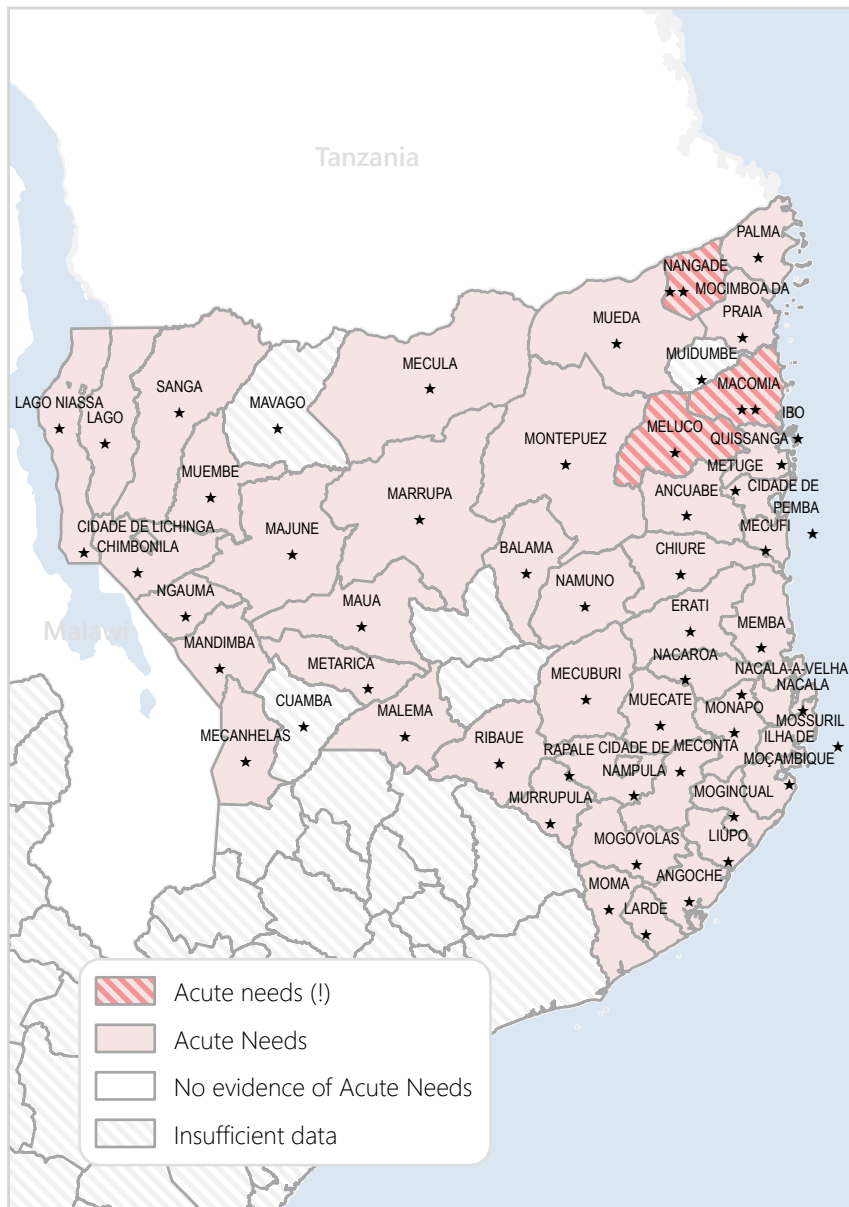 Tanzania
PALMA
NANGADE
MOCIMBOA DA
PRAIA
MUEDA
MUIDUMBE
MECULA
SANGA
MACOMIA
MAVAGO
LAGO NIASSA
LAGO
IBO
MELUCO
MONTEPUEZ
QUISSANGA
MUEMBE
METUGE
MARRUPA
ANCUABE
CIDADE DE
PEMBA
CIDADE DE LICHINGA
MAJUNE
MECUFI
CHIMBONILA
BALAMA
CHIURE
NAMUNO
NGAUMA
MAUA
ERATI
MEMBA
Malawi
MANDIMBA
METARICA
NACAROA
NACALA-A-VELHA
MECUBURI
NACALA
CUAMBA
MALEMA
MUECATE
MONAPO
MOSSURIL
MECANHELAS
RIBAUE
ILHA DE
MOÇAMBIQUE
RAPALE
CIDADE DE
NAMPULA
MECONTA
MURRUPULA
MOGINCUAL
MOGOVOLAS
LIUPO
MOMA
ANGOCHE
LARDE
Acute needs (!)
Acute Needs
No evidence of Acute Needs
Insufficient data